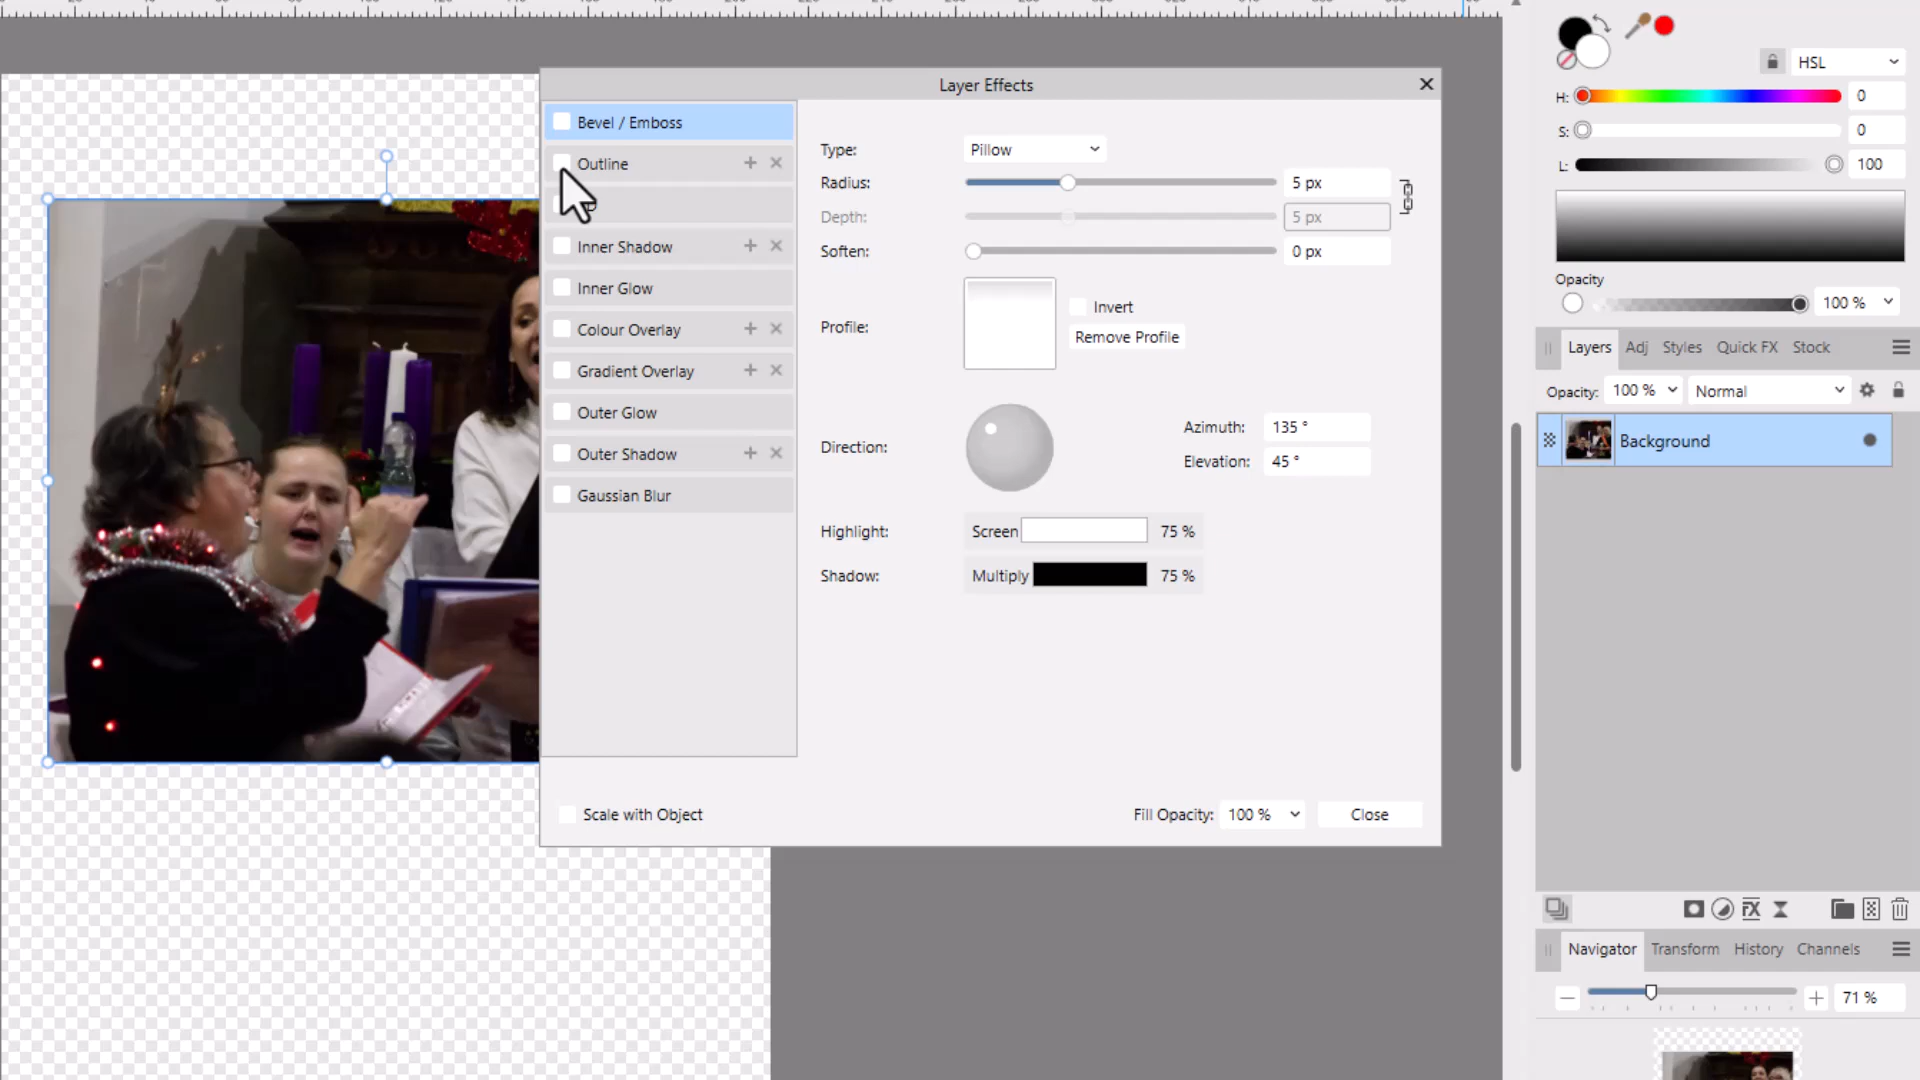 Layer Effects
Bevel / Emboss
Outline
Inner Shadow
Inner Glow
Colour Overlay
Gradient Overlay
Outer Glow
Outer Shadow
Gaussian Blur
Type: Pillow
Radius: 5 px
Depth: 5 px
Soften: 0 px
Profile:
Invert
Remove Profile
Direction:
Azimuth: 135 °
Elevation: 45 °
Highlight: Screen 75 %
Shadow: Multiply 75 %
Scale with Object
Fill Opacity: 100 %
Close
HSL
H: 0
S: 0
L: 100
Opacity
100 %
Layers Adj Styles Quick FX Stock
Opacity: 100 % Normal
Background
FX
Navigator Transform History Channels
71 %